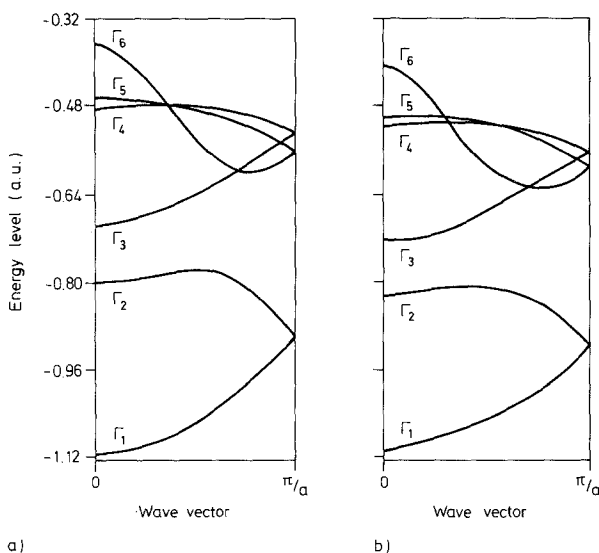 -0.32
-0.48
-0.64
-0.80
-0.96
-1.12
Energy level (a.u.)
Γ6
Γ5
Γ4
Γ3
Γ2
Γ1
0
π/a
Wave vector
a)
Γ6
Γ5
Γ4
Γ3
Γ2
Γ1
0
π/a
Wave vector
b)